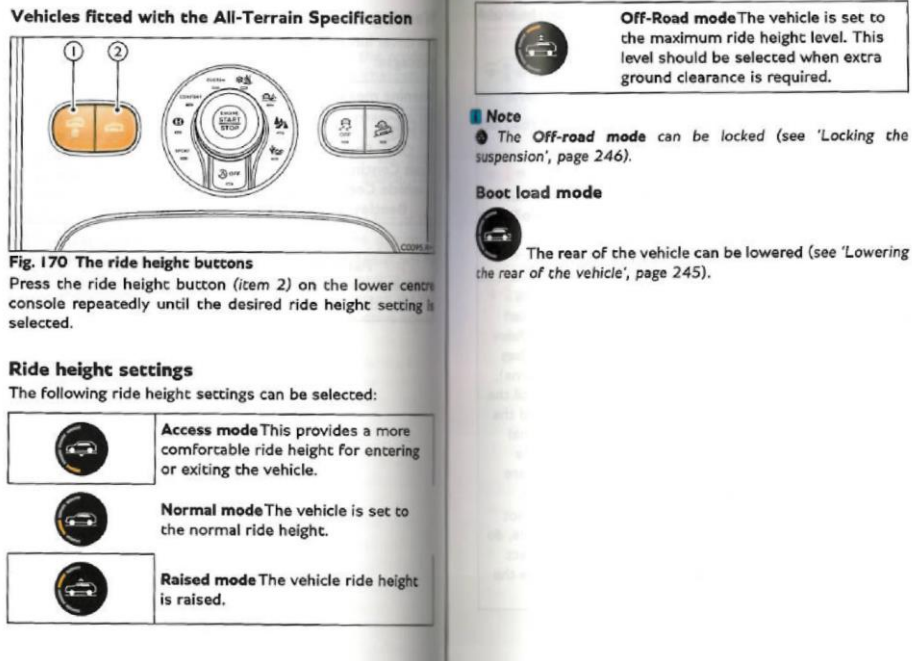 Vehicles fitted with the All-Terrain Specification
1
2
CUSTOM
COMFORT
SPORT
ENGINE
START
STOP
OFF
OFF
Fig. 170 The ride height buttons
Press the ride height button (item 2) on the lower centre
console repeatedly until the desired ride height setting is
selected.
Ride height settings
The following ride height settings can be selected:
Access mode This provides a more
comfortable ride height for entering
or exiting the vehicle.
Normal mode The vehicle is set to
the normal ride height.
Raised mode The vehicle ride height
is raised.
Off-Road mode The vehicle is set to
the maximum ride height level. This
level should be selected when extra
ground clearance is required.
Note
The Off-road mode can be locked (see 'Locking the
suspension', page 246).
Boot load mode
The rear of the vehicle can be lowered (see 'Lowering
the rear of the vehicle', page 245).